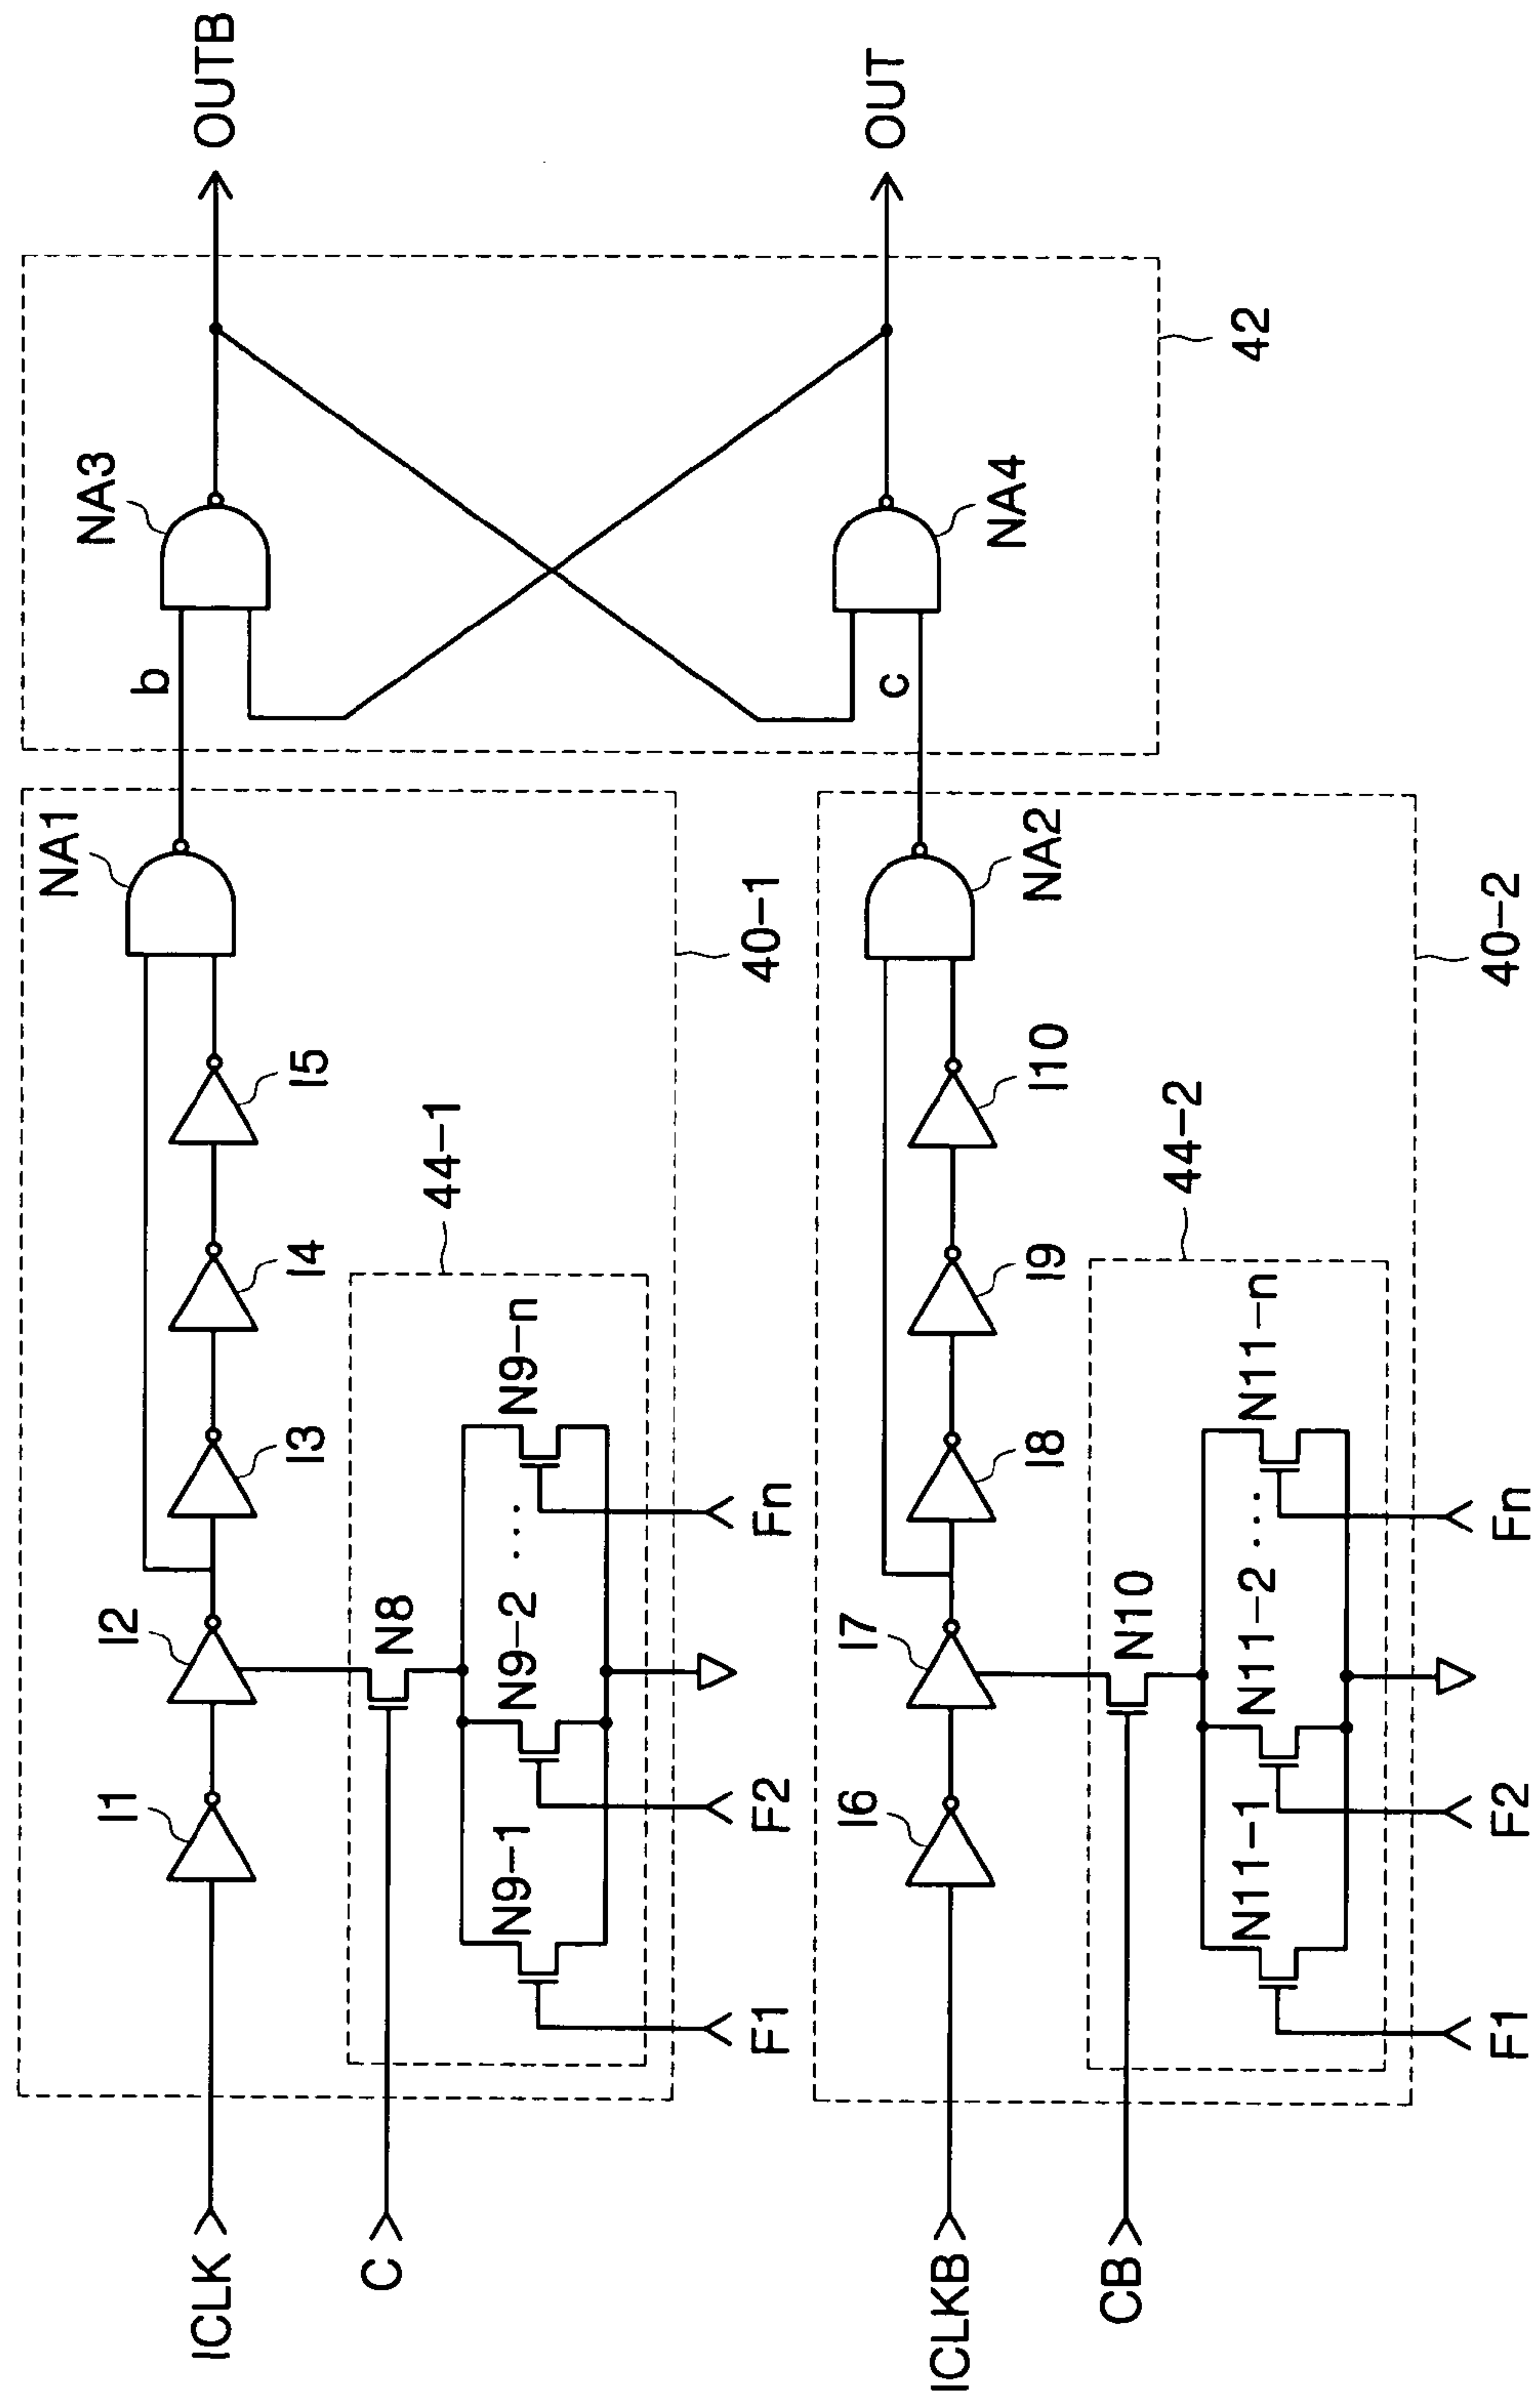 ICLK
I1
I2
I3
I4
I5
NA1
b
NA3
OUTB
C
N8
44-1
N9-1
N9-2
...
N9-n
F1
F2
Fn
40-1
ICLKB
I6
I7
I8
I9
I10
NA2
c
NA4
OUT
CB
N10
44-2
N11-1
N11-2
...
N11-n
F1
F2
Fn
40-2
42